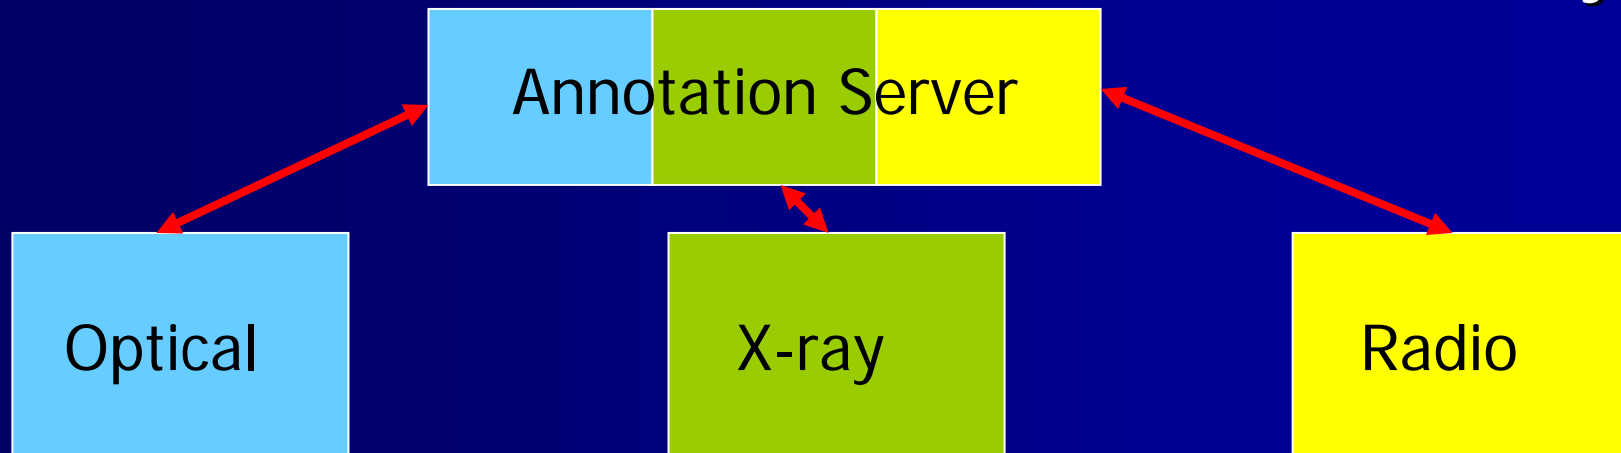 Annotation Server
Optical
X-ray
Radio